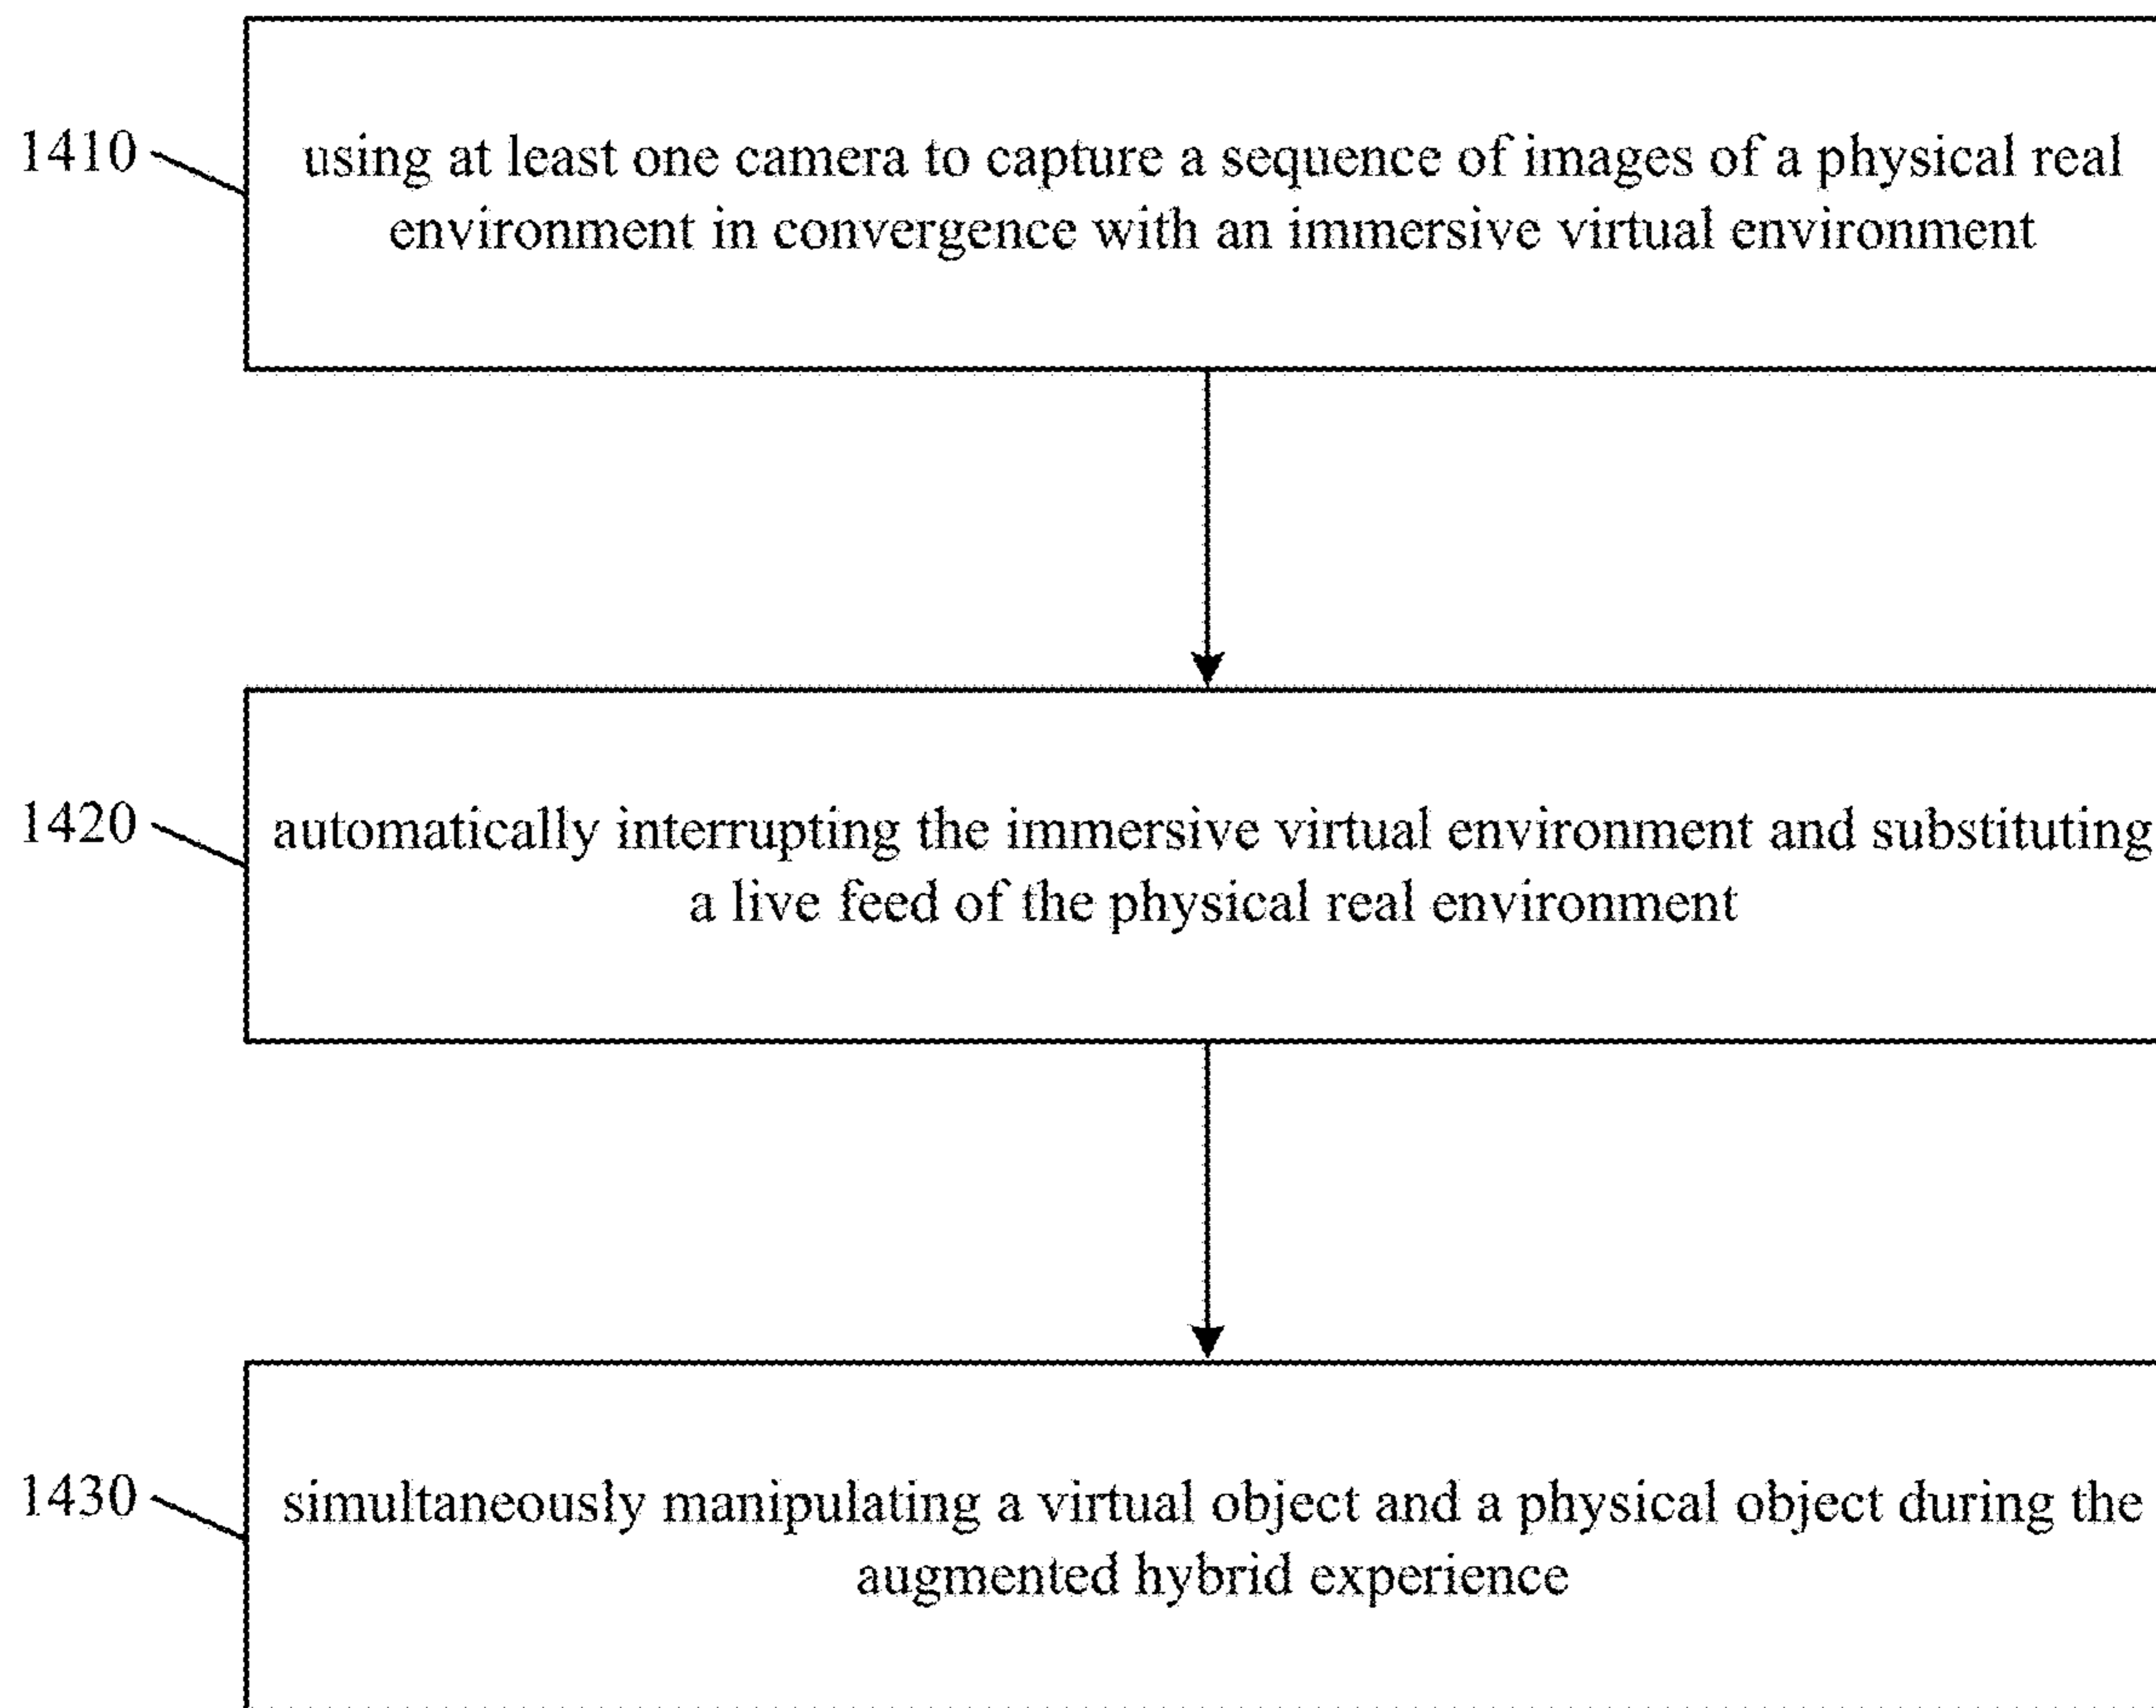 1410
using at least one camera to capture a sequence of images of a physical real
environment in convergence with an immersive virtual environment
1420
automatically interrupting the immersive virtual environment and substituting
a live feed of the physical real environment
1430
simultaneously manipulating a virtual object and a physical object during the
augmented hybrid experience